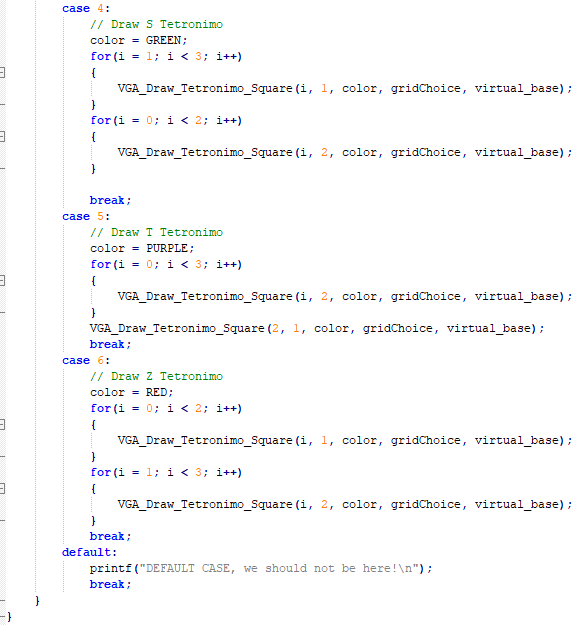 case 4:
// Draw S Tetronimo
color = GREEN;
for(i = 1; i < 3; i++)
{
VGA_Draw_Tetronimo_Square(i, 1, color, gridChoice, virtual_base);
}
for(i = 0; i < 2; i++)
{
VGA_Draw_Tetronimo_Square(i, 2, color, gridChoice, virtual_base);
}
break;
case 5:
// Draw T Tetronimo
color = PURPLE;
for(i = 0; i < 3; i++)
{
VGA_Draw_Tetronimo_Square(i, 2, color, gridChoice, virtual_base);
}
VGA_Draw_Tetronimo_Square(2, 1, color, gridChoice, virtual_base);
break;
case 6:
// Draw Z Tetronimo
color = RED;
for(i = 0; i < 2; i++)
{
VGA_Draw_Tetronimo_Square(i, 1, color, gridChoice, virtual_base);
}
for(i = 1; i < 3; i++)
{
VGA_Draw_Tetronimo_Square(i, 2, color, gridChoice, virtual_base);
}
break;
default:
printf("DEFAULT CASE, we should not be here!\n");
break;
}
}